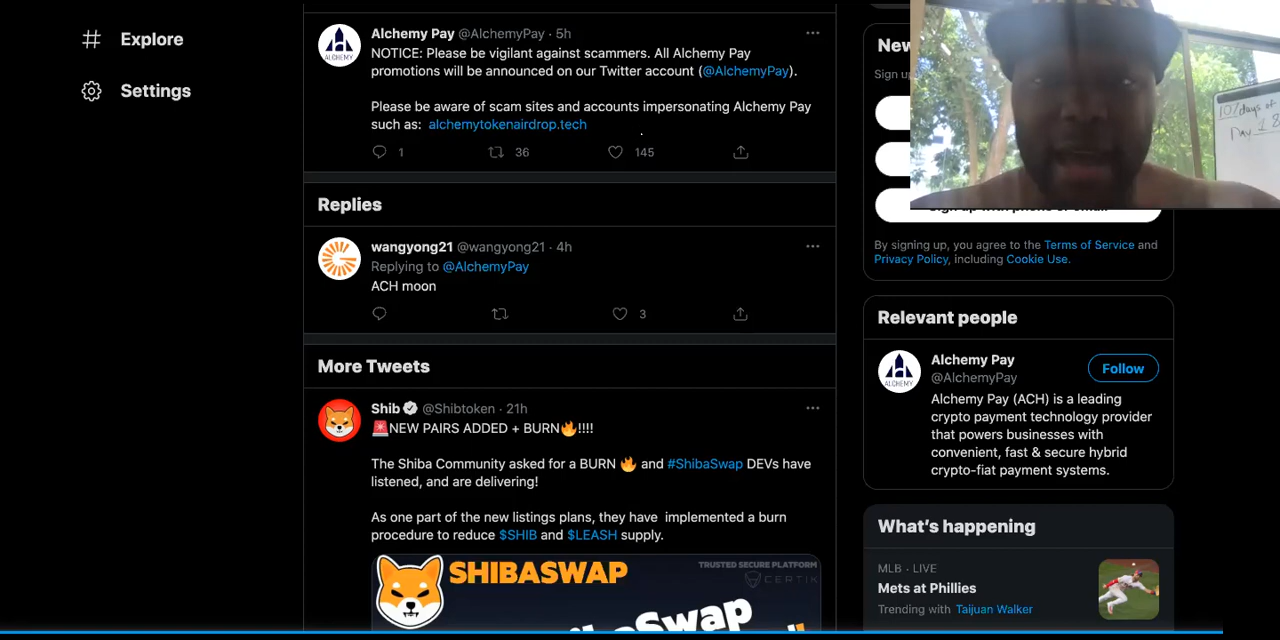 Explore
Settings
Alchemy Pay @AlchemyPay · 5h
NOTICE: Please be vigilant against scammers. All Alchemy Pay
promotions will be announced on our Twitter account (@AlchemyPay).
Please be aware of scam sites and accounts impersonating Alchemy Pay
such as: alchemytokenairdrop.tech
1 36 145
Replies
wangyong21 @wangyong21 · 4h
Replying to @AlchemyPay
ACH moon
3
More Tweets
Shib @Shibtoken · 21h
🚨NEW PAIRS ADDED + BURN🔥!!!!
The Shiba Community asked for a BURN 🔥 and #ShibaSwap DEVs have
listened, and are delivering!
As one part of the new listings plans, they have implemented a burn
procedure to reduce $SHIB and $LEASH supply.
SHIBASWAP
TRUSTED SECURE PLATFORM
CERTIK
New
Sign up
107 days of
Day 18
By signing up, you agree to the Terms of Service and
Privacy Policy, including Cookie Use.
Relevant people
ALCHEMY
Alchemy Pay
@AlchemyPay
Follow
Alchemy Pay (ACH) is a leading
crypto payment technology provider
that powers businesses with
convenient, fast & secure hybrid
crypto-fiat payment systems.
What's happening
MLB · LIVE
Mets at Phillies
Trending with Taijuan Walker